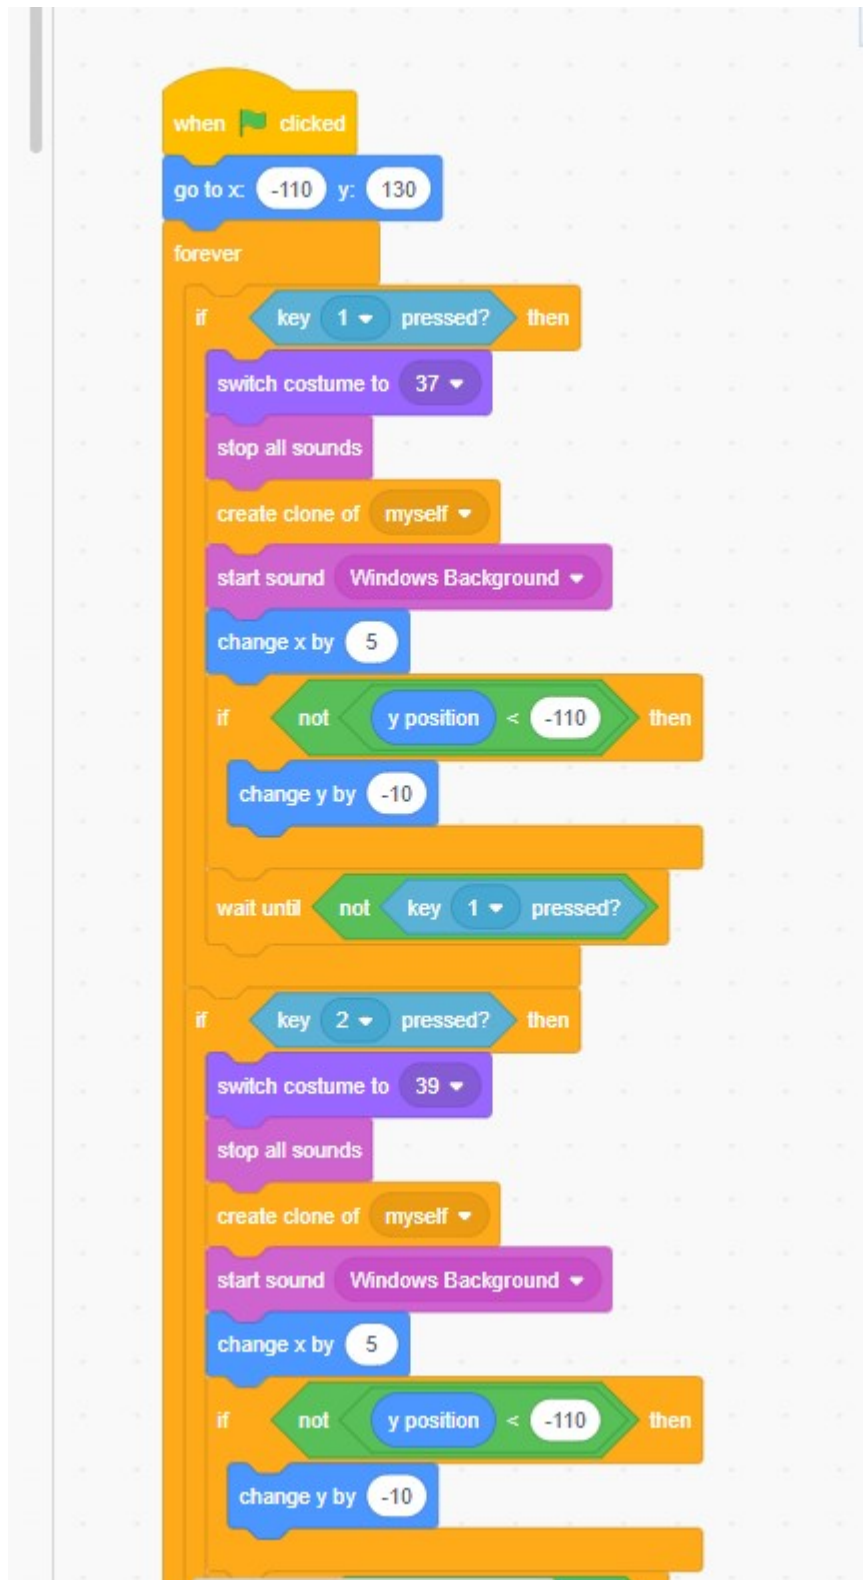 when clicked
go to x: -110 y: 130
forever
if key 1 pressed? then
switch costume to 37
stop all sounds
create clone of myself
start sound Windows Background
change x by 5
if not y position < -110 then
change y by -10
wait until not key 1 pressed?
if key 2 pressed? then
switch costume to 39
stop all sounds
create clone of myself
start sound Windows Background
change x by 5
if not y position < -110 then
change y by -10